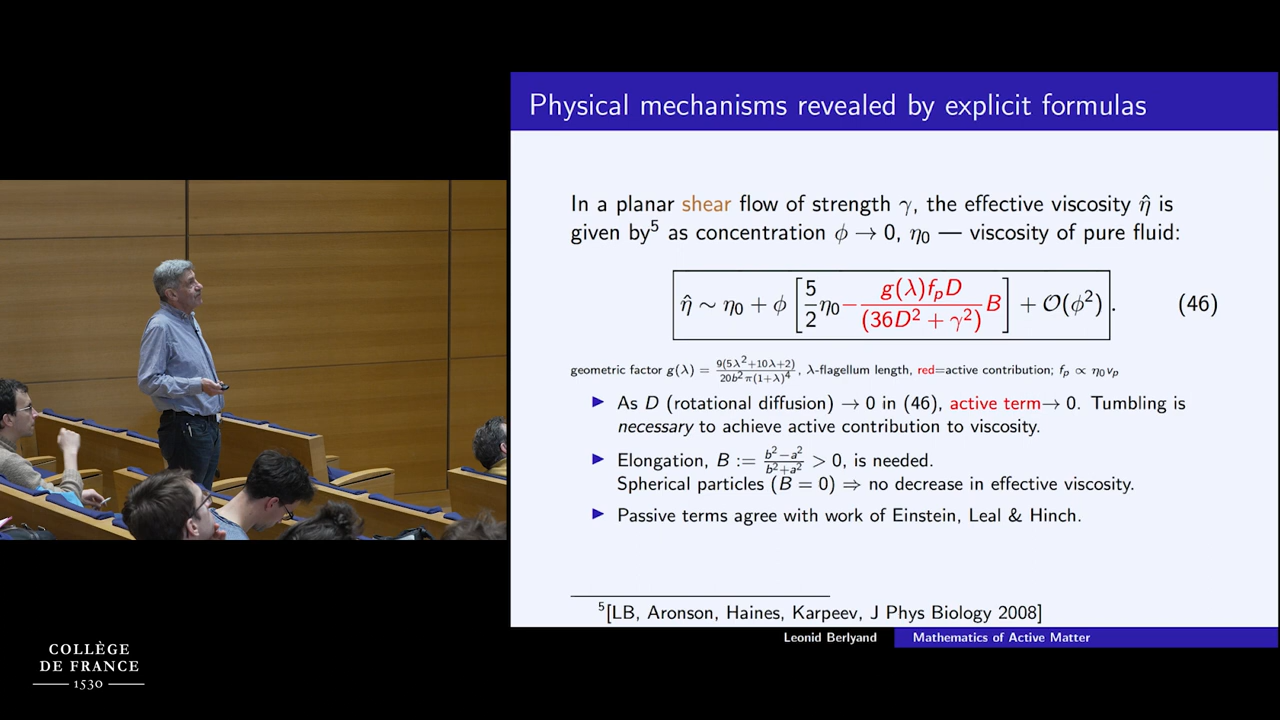 Physical mechanisms revealed by explicit formulas
In a planar shear flow of strength γ, the effective viscosity η̂ is
given by⁵ as concentration ϕ → 0, η₀ — viscosity of pure fluid:
η̂ ∼ η₀ + ϕ [ 5/2 η₀ − g(λ)fₚD / (36D² + γ²) B ] + 𝒪(ϕ²). (46)
geometric factor g(λ) = 9(5λ²+10λ+2) / 20b²π(1+λ)⁴, λ-flagellum length, red=active contribution; fₚ ∝ η₀vₚ
▶ As D (rotational diffusion) → 0 in (46), active term→ 0. Tumbling is
necessary to achieve active contribution to viscosity.
▶ Elongation, B := b²−a² / b²+a² > 0, is needed.
Spherical particles (B = 0) ⇒ no decrease in effective viscosity.
▶ Passive terms agree with work of Einstein, Leal & Hinch.
⁵[LB, Aronson, Haines, Karpeev, J Phys Biology 2008]
Leonid Berlyand Mathematics of Active Matter
COLLÈGE
DE FRANCE
1530